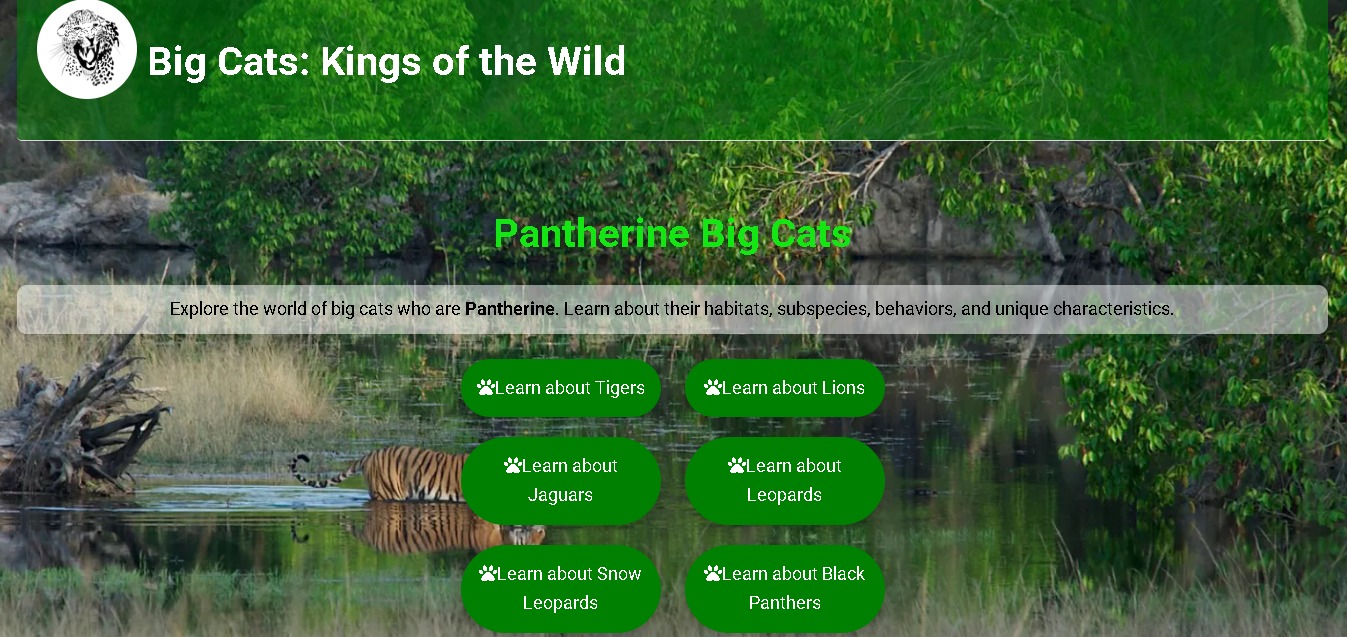 Big Cats: Kings of the Wild
Pantherine Big Cats
Explore the world of big cats who are Pantherine. Learn about their habitats, subspecies, behaviors, and unique characteristics.
Learn about Tigers
Learn about Lions
Learn about
Jaguars
Learn about
Leopards
Learn about Snow
Leopards
Learn about Black
Panthers